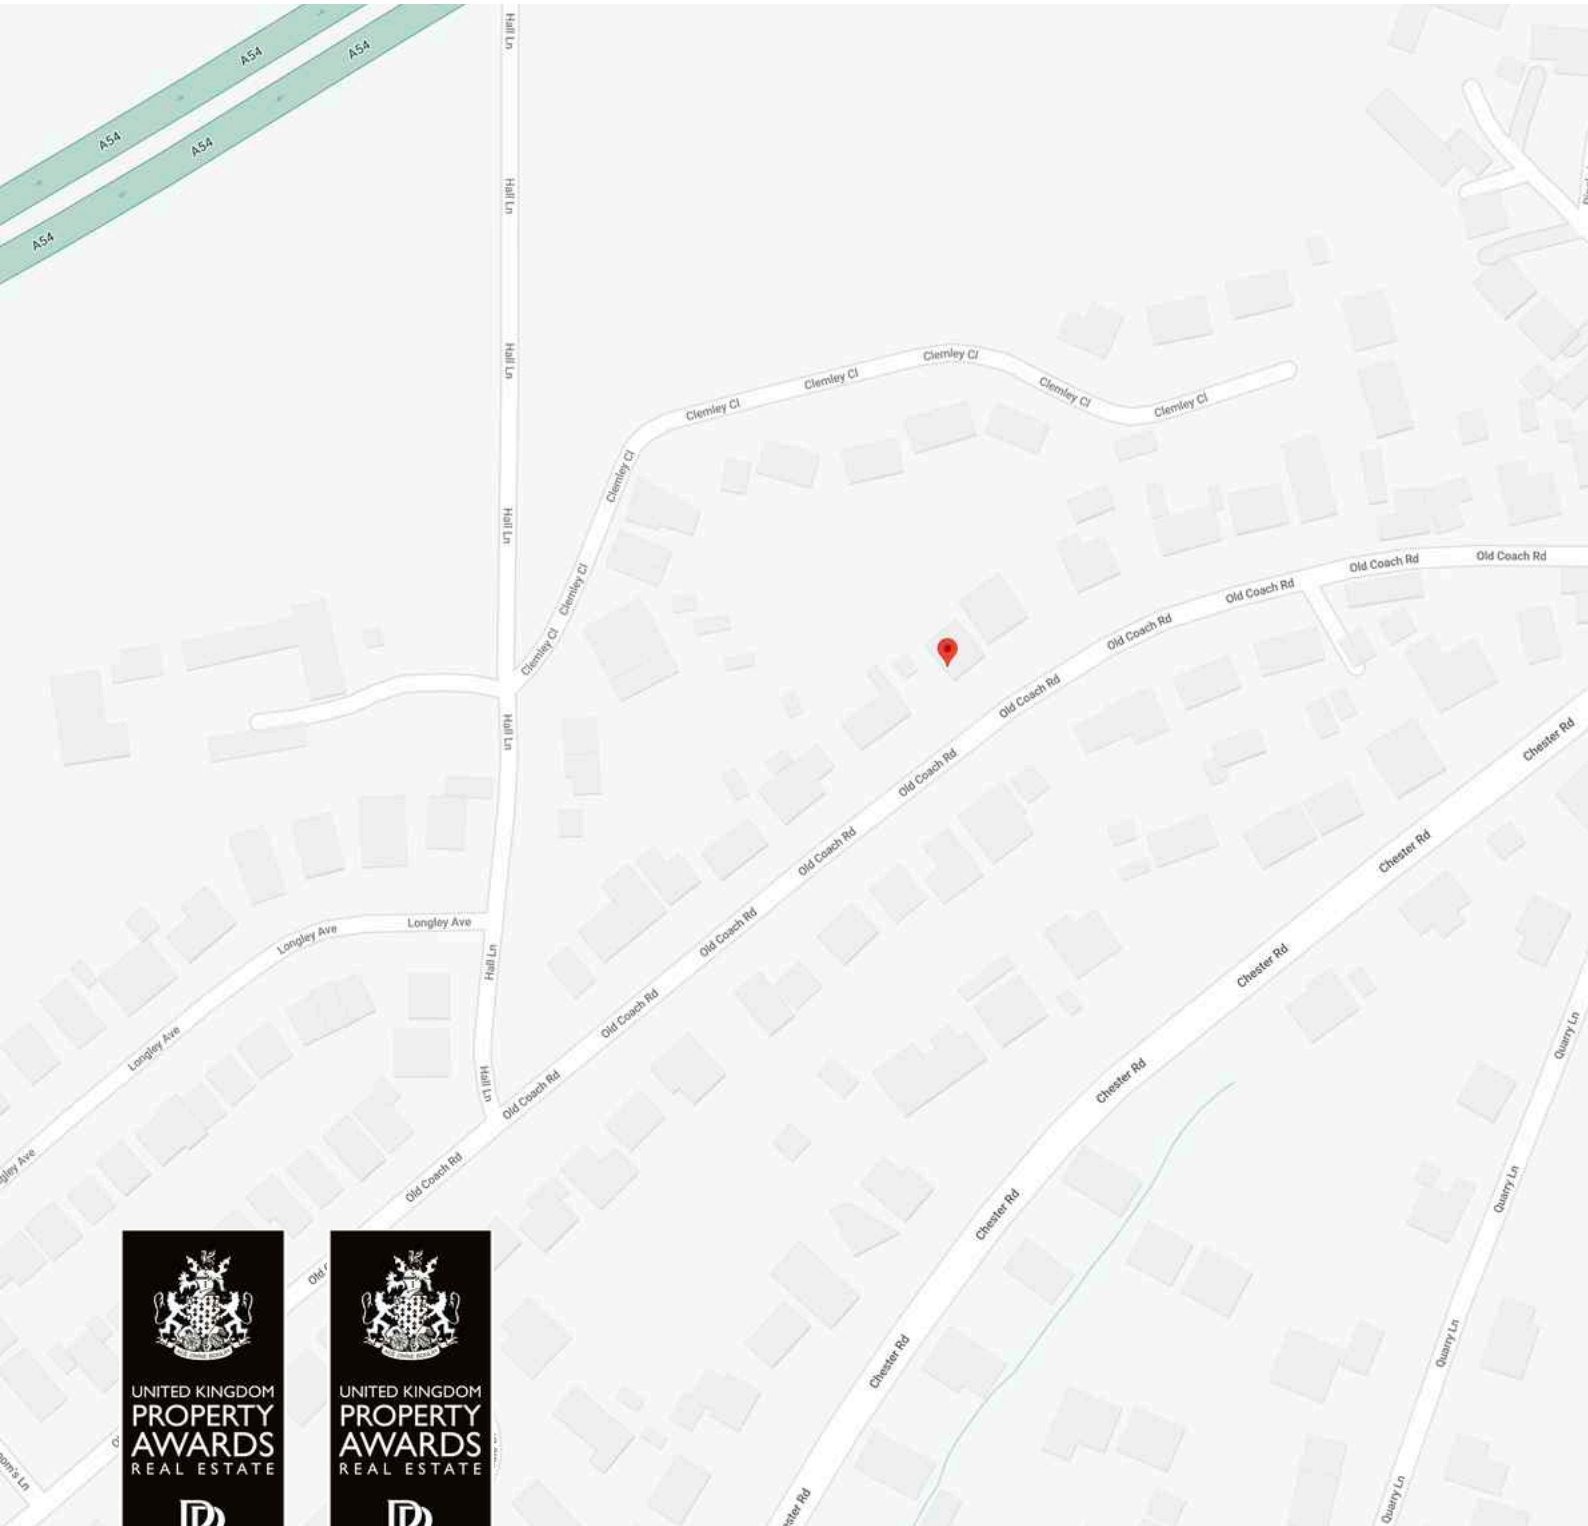 A54
A54
A54
A54
A54
Hall Ln
Hall Ln
Hall Ln
Hall Ln
Hall Ln
Hall Ln
Hall Ln
Clemley Cl
Clemley Cl
Clemley Cl
Clemley Cl
Clemley Cl
Clemley Cl
Clemley Cl
Clemley Cl
Old Coach Rd
Old Coach Rd
Old Coach Rd
Old Coach Rd
Old Coach Rd
Old Coach Rd
Old Coach Rd
Old Coach Rd
Old Coach Rd
Old Coach Rd
Old Coach Rd
Chester Rd
Chester Rd
Chester Rd
Chester Rd
Chester Rd
Chester Rd
Longley Ave
Longley Ave
Longley Ave
Quarry Ln
Quarry Ln
Quarry Ln
Quarry Ln
UNITED KINGDOM
PROPERTY
AWARDS
REAL ESTATE
UNITED KINGDOM
PROPERTY
AWARDS
REAL ESTATE